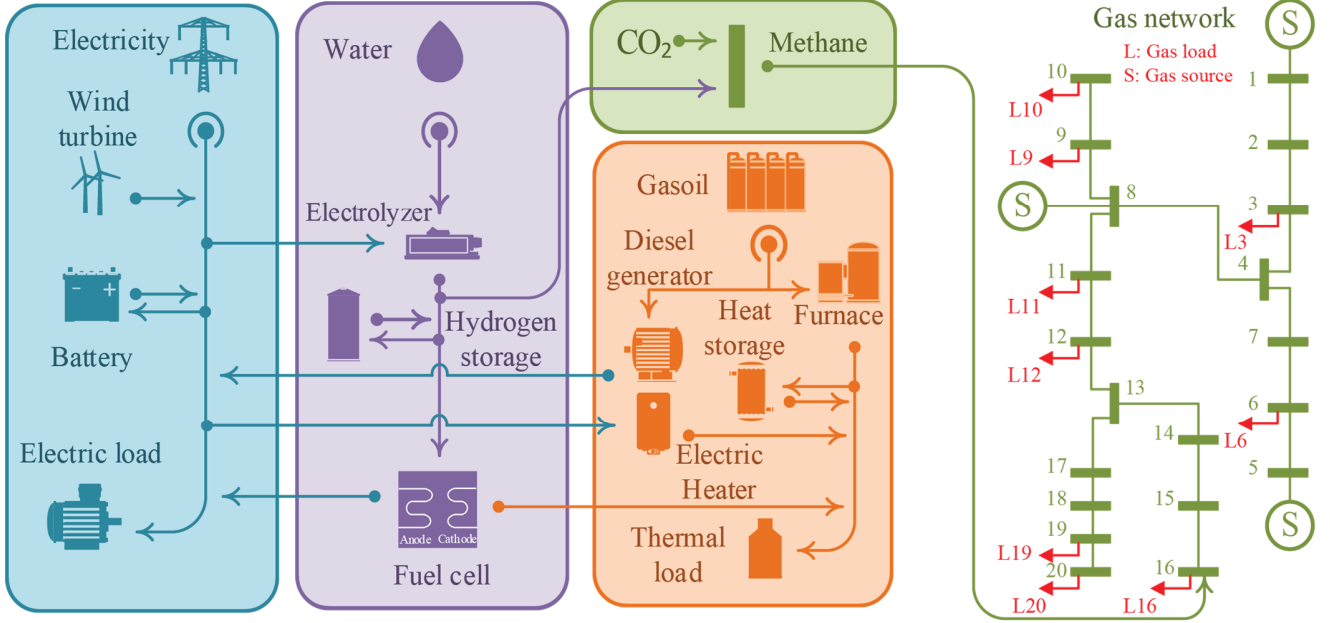 Electricity
Wind
turbine
Battery
Electric load
Water
Electrolyzer
Hydrogen
storage
Anode Cathode
Fuel cell
CO₂
Methane
Gasoil
Diesel
generator
Heat
storage
Furnace
Electric
Heater
Thermal
load
Gas network
L: Gas load
S: Gas source
S
1
2
3
L3
4
7
6
L6
5
S
10
L10
9
L9
8
S
11
L11
12
L12
13
14
15
16
L16
17
18
19
L19
20
L20